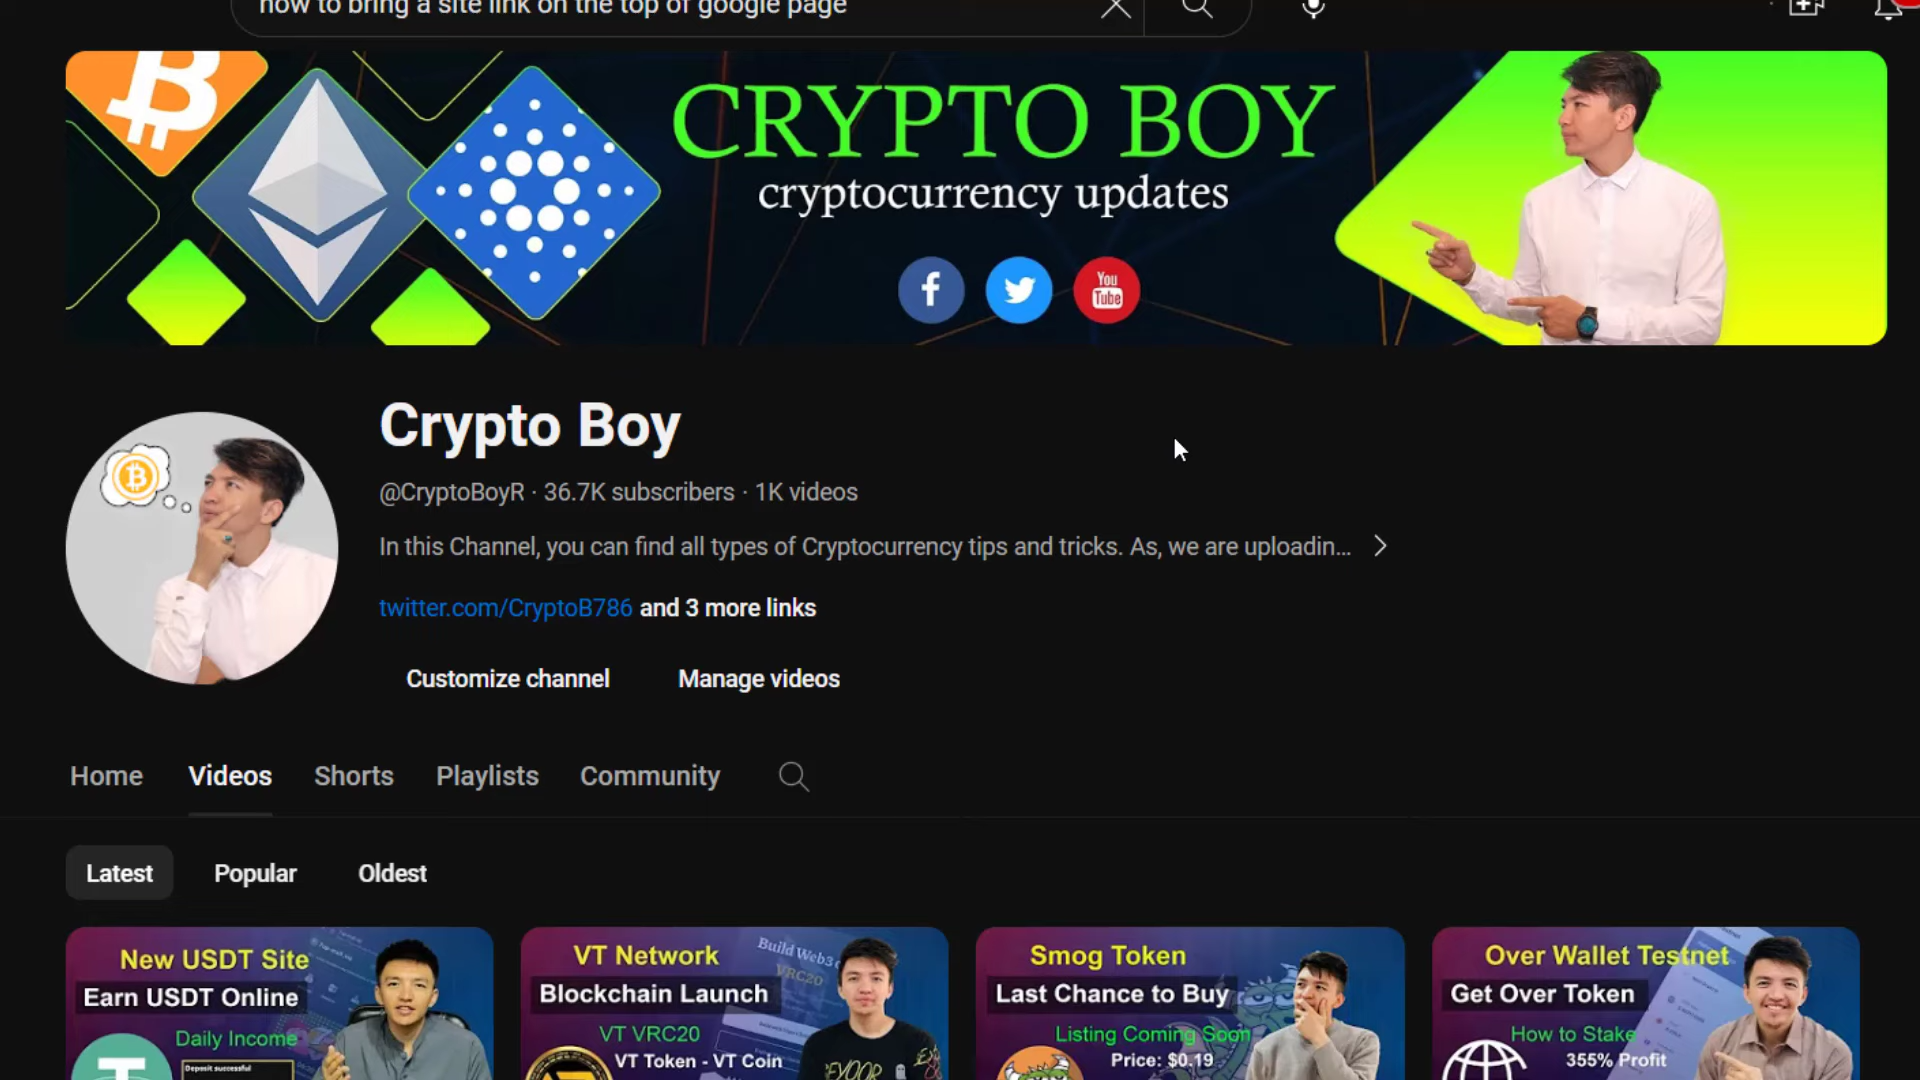 how to bring a site link on the top of google page
CRYPTO BOY
cryptocurrency updates
You
Tube
Crypto Boy
@CryptoBoyR · 36.7K subscribers · 1K videos
In this Channel, you can find all types of Cryptocurrency tips and tricks. As, we are uploadin...
twitter.com/CryptoB786 and 3 more links
Customize channel Manage videos
Home Videos Shorts Playlists Community
Latest Popular Oldest
New USDT Site
Earn USDT Online
Daily Income
Deposit successful
VT Network
Build Web3
VRC20
Blockchain Launch
VT VRC20
VT Token - VT Coin
Smog Token
Last Chance to Buy
Listing Coming Soon
Price: $0.19
Over Wallet Testnet
Get Over Token
How to Stake
355% Profit